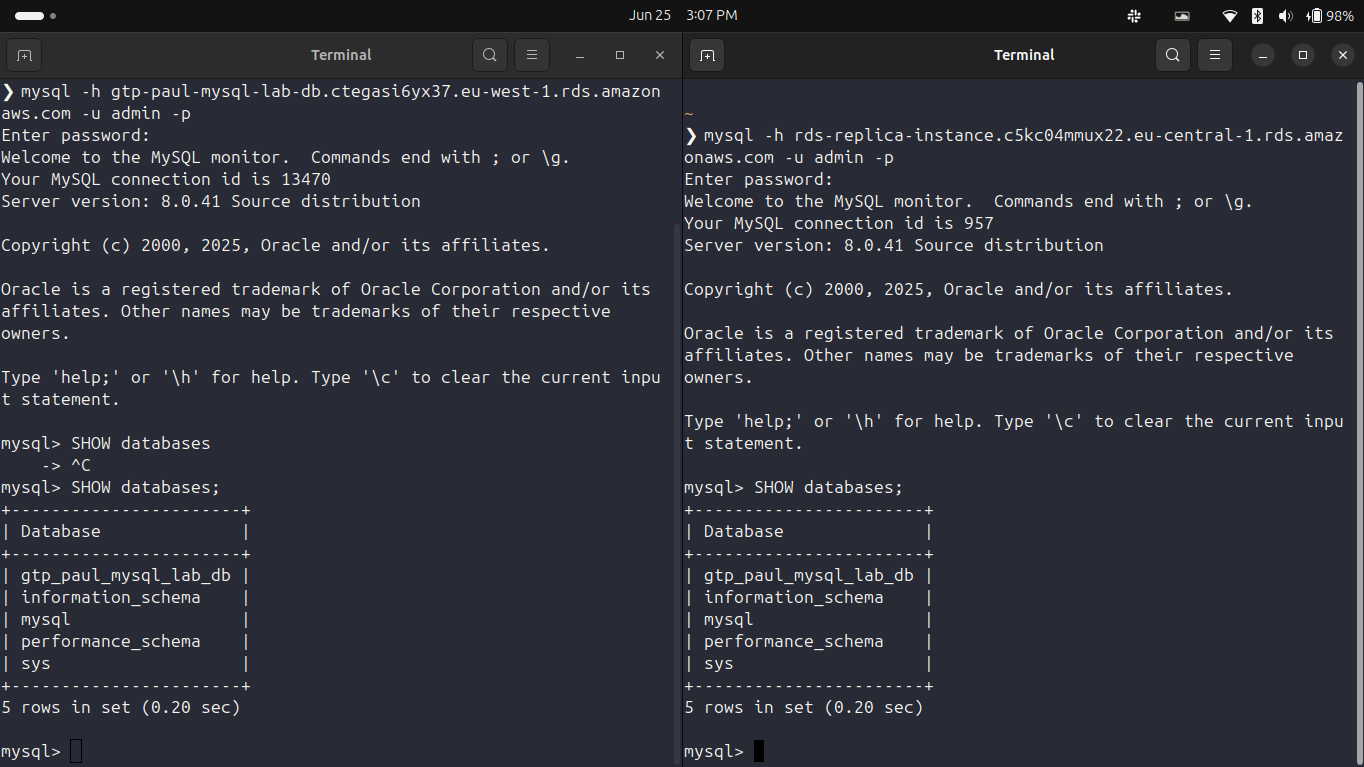 Jun 25 3:07 PM
98%
Terminal
❯ mysql -h gtp-paul-mysql-lab-db.ctegasi6yx37.eu-west-1.rds.amazon
aws.com -u admin -p
Enter password:
Welcome to the MySQL monitor.  Commands end with ; or \g.
Your MySQL connection id is 13470
Server version: 8.0.41 Source distribution

Copyright (c) 2000, 2025, Oracle and/or its affiliates.

Oracle is a registered trademark of Oracle Corporation and/or its
affiliates. Other names may be trademarks of their respective
owners.

Type 'help;' or '\h' for help. Type '\c' to clear the current inpu
t statement.

mysql> SHOW databases
    -> ^C
mysql> SHOW databases;
+-----------------------+
| Database              |
+-----------------------+
| gtp_paul_mysql_lab_db |
| information_schema    |
| mysql                 |
| performance_schema    |
| sys                   |
+-----------------------+
5 rows in set (0.20 sec)

mysql>
Terminal
~
❯ mysql -h rds-replica-instance.c5kc04mmux22.eu-central-1.rds.amaz
onaws.com -u admin -p
Enter password:
Welcome to the MySQL monitor.  Commands end with ; or \g.
Your MySQL connection id is 957
Server version: 8.0.41 Source distribution

Copyright (c) 2000, 2025, Oracle and/or its affiliates.

Oracle is a registered trademark of Oracle Corporation and/or its
affiliates. Other names may be trademarks of their respective
owners.

Type 'help;' or '\h' for help. Type '\c' to clear the current inpu
t statement.

mysql> SHOW databases;
+-----------------------+
| Database              |
+-----------------------+
| gtp_paul_mysql_lab_db |
| information_schema    |
| mysql                 |
| performance_schema    |
| sys                   |
+-----------------------+
5 rows in set (0.20 sec)

mysql>